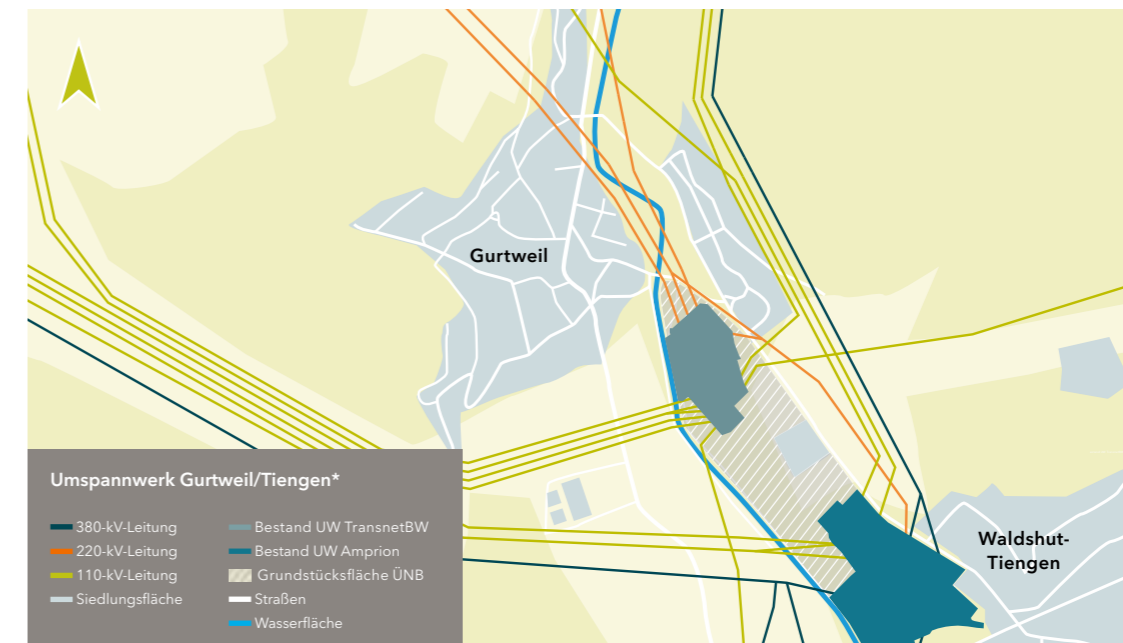 Gurtweil
Waldshut-
Tiengen
Umspannwerk Gurtweil/Tiengen*
380-kV-Leitung
220-kV-Leitung
110-kV-Leitung
Siedlungsfläche
Bestand UW TransnetBW
Bestand UW Amprion
Grundstücksfläche ÜNB
Straßen
Wasserfläche